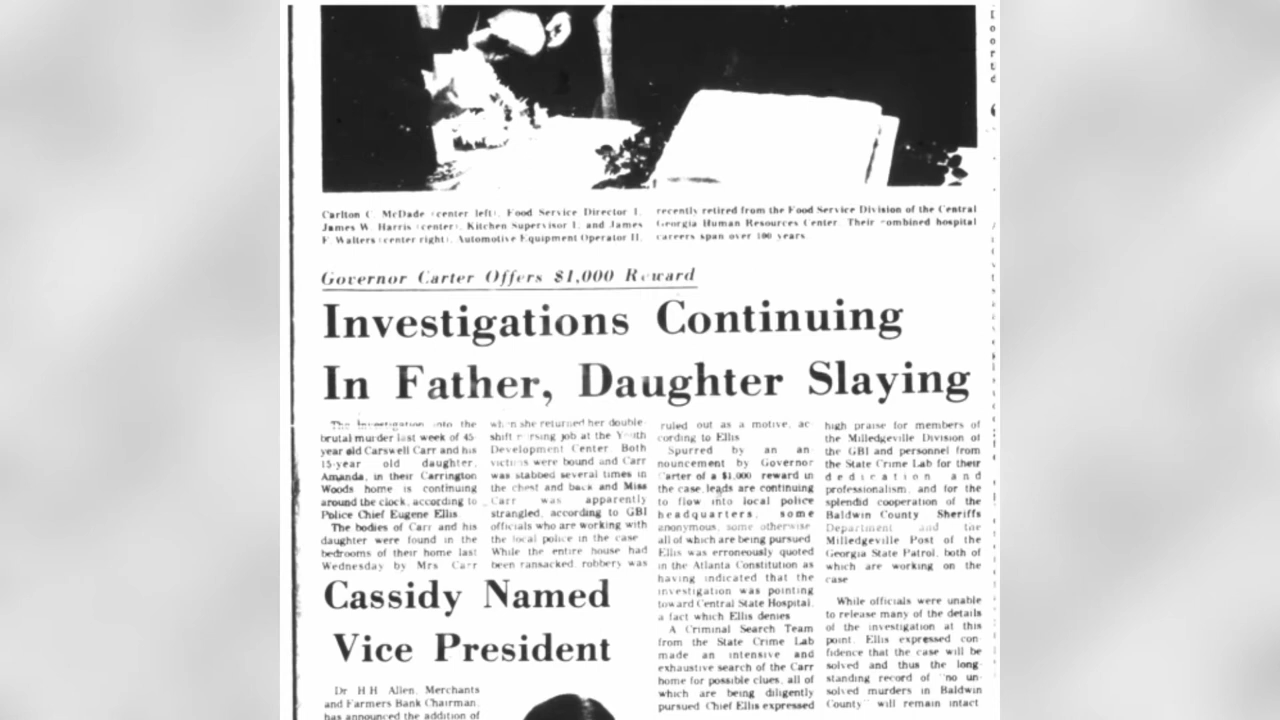 Carlton C. McDade (center left), Food Service Director I,
James W. Harris (center), Kitchen Supervisor I, and James
F. Walters (center right), Automotive Equipment Operator II,
recently retired from the Food Service Division of the Central
Georgia Human Resources Center. Their combined hospital
careers span over 100 years.
Governor Carter Offers $1,000 Reward
Investigations Continuing
In Father, Daughter Slaying
The Investigation into the
brutal murder last week of 45-
year old Carswell Carr and his
15-year old daughter,
Amanda, in their Carrington
Woods home is continuing
around the clock, according to
Police Chief Eugene Ellis.
The bodies of Carr and his
daughter were found in the
bedrooms of their home last
Wednesday by Mrs. Carr
when she returned her double-
shift nursing job at the Youth
Development Center. Both
victims were bound and Carr
was stabbed several times in
the chest and back and Miss
Carr was apparently
strangled, according to GBI
officials who are working with
the local police in the case.
While the entire house had
been ransacked, robbery was
ruled out as a motive, ac
cording to Ellis
Spurred by an an-
nouncement by Governor
Carter of a $1,000 reward in
the case, leads are continuing
to flow into local police
headquarters, some
anonymous, some otherwise
all of which are being pursued
Ellis was erroneously quoted
in the Atlanta Constitution as
having indicated that the
investigation was pointing
toward Central State Hospital,
a fact which Ellis denies
A Criminal Search Team
from the State Crime Lab
made an intensive and
exhaustive search of the Carr
home for possible clues, all of
which are being diligently
pursued Chief Ellis expressed
high praise for members of
the Milledgeville Division of
the GBI and personnel from
the State Crime Lab for their
dedication and
professionalism, and for the
splendid cooperation of the
Baldwin County Sheriffs
Department and the
Milledgeville Post of the
Georgia State Patrol, both of
which are working on the
case
While officials were unable
to release many of the details
of the investigation at this
point, Ellis expressed con-
fidence that the case will be
solved and thus the long-
standing record of "no un-
solved murders in Baldwin
County" will remain intact
Cassidy Named
Vice President
Dr H H Allen, Merchants
and Farmers Bank Chairman,
has announced the addition of